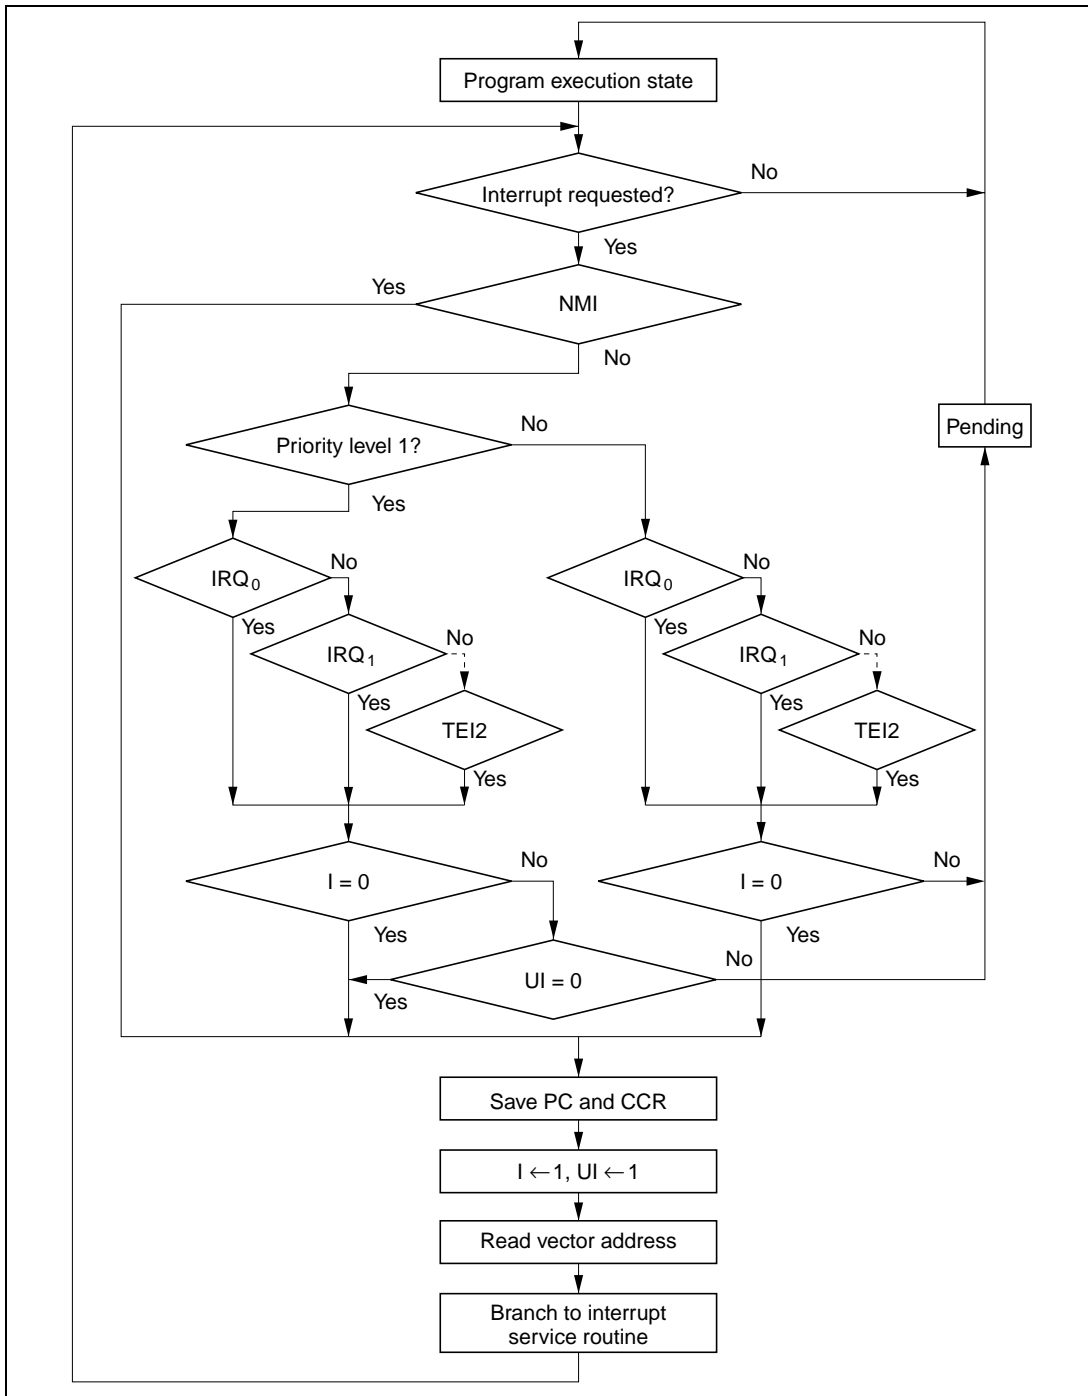 Program execution state
Interrupt requested?
No
Yes
Yes
NMI
No
Priority level 1?
No
Pending
Yes
IRQ0
No
IRQ0
No
Yes
IRQ1
No
Yes
IRQ1
No
Yes
TEI2
Yes
TEI2
Yes
Yes
I = 0
No
I = 0
No
Yes
Yes
UI = 0
No
Yes
Save PC and CCR
I ← 1, UI ← 1
Read vector address
Branch to interrupt
service routine